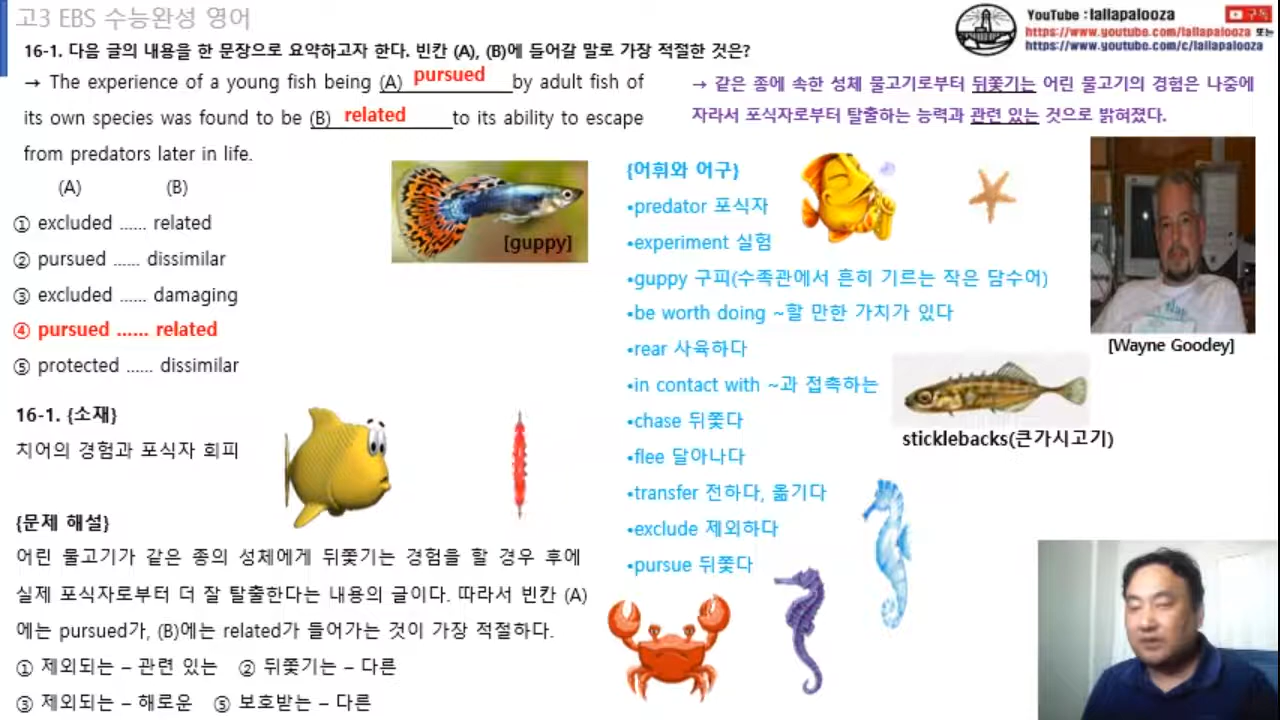 고3 EBS 수능완성 영어
YouTube : lallapalooza
구독
https://www.youtube.com/lallapalooza 또는
https://www.youtube.com/c/lallapalooza
16-1. 다음 글의 내용을 한 문장으로 요약하고자 한다. 빈칸 (A), (B)에 들어갈 말로 가장 적절한 것은?
→ The experience of a young fish being (A) pursued by adult fish of
its own species was found to be (B) related to its ability to escape
from predators later in life.
(A) (B)
① excluded ...... related
② pursued ...... dissimilar
③ excluded ...... damaging
④ pursued ...... related
⑤ protected ...... dissimilar
[guppy]
16-1. {소재}
치어의 경험과 포식자 회피
{문제 해설}
어린 물고기가 같은 종의 성체에게 뒤쫓기는 경험을 할 경우 후에
실제 포식자로부터 더 잘 탈출한다는 내용의 글이다. 따라서 빈칸 (A)
에는 pursued가, (B)에는 related가 들어가는 것이 가장 적절하다.
① 제외되는 – 관련 있는 ② 뒤쫓기는 – 다른
③ 제외되는 – 해로운 ⑤ 보호받는 – 다른
→ 같은 종에 속한 성체 물고기로부터 뒤쫓기는 어린 물고기의 경험은 나중에
자라서 포식자로부터 탈출하는 능력과 관련 있는 것으로 밝혀졌다.
{어휘와 어구}
•predator 포식자
•experiment 실험
•guppy 구피(수족관에서 흔히 기르는 작은 담수어)
•be worth doing ~할 만한 가치가 있다
•rear 사육하다
•in contact with ~과 접촉하는
•chase 뒤쫓다
•flee 달아나다
•transfer 전하다, 옮기다
•exclude 제외하다
•pursue 뒤쫓다
[Wayne Goodey]
sticklebacks(큰가시고기)